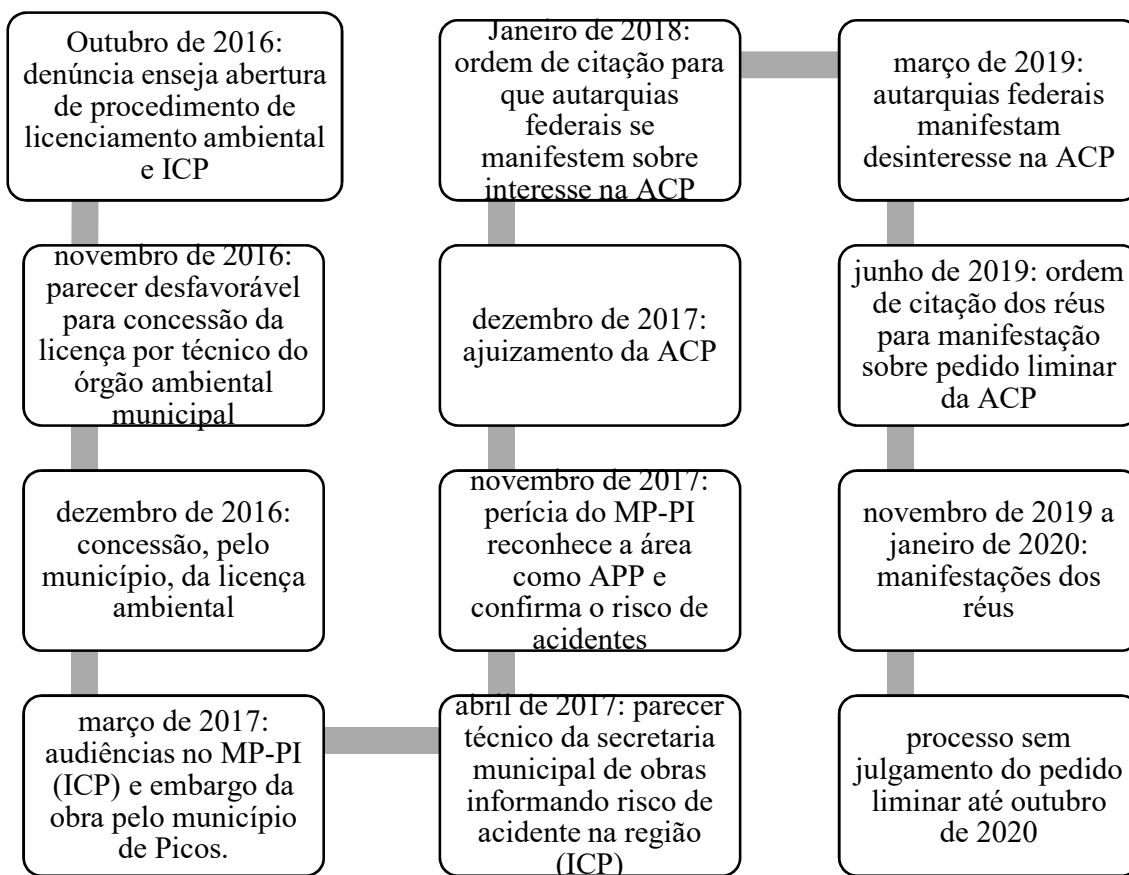 Outubro de 2016:
denúncia enseja abertura
de procedimento de
licenciamento ambiental
e ICP
novembro de 2016:
parecer desfavorável
para concessão da
licença por técnico do
órgão ambiental
municipal
dezembro de 2016:
concessão, pelo
município, da licença
ambiental
março de 2017:
audiências no MP-PI
(ICP) e embargo da
obra pelo município
de Picos.
abril de 2017: parecer
técnico da secretaria
municipal de obras
informando risco de
acidente na região
(ICP)
novembro de 2017:
perícia do MP-PI
reconhece a área
como APP e
confirma o risco de
acidentes
dezembro de 2017:
ajuizamento da ACP
Janeiro de 2018:
ordem de citação para
que autarquias
federais se
manifestem sobre
interesse na ACP
março de 2019:
autarquias federais
manifestam
desinteresse na ACP
junho de 2019: ordem
de citação dos réus
para manifestação
sobre pedido liminar
da ACP
novembro de 2019 a
janeiro de 2020:
manifestações dos
réus
processo sem
julgamento do pedido
liminar até outubro
de 2020